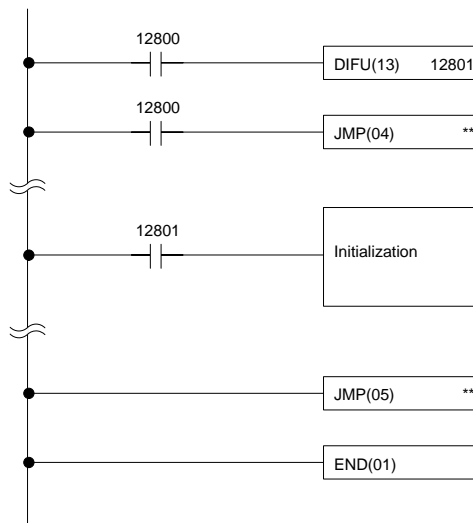 12800
DIFU(13) 12801
12800
JMP(04) **
12801
Initialization
JMP(05) **
END(01)